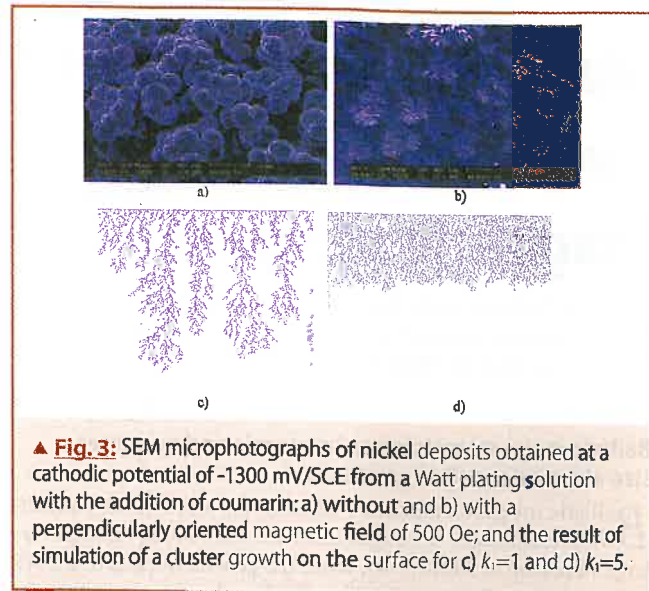 a)
b)
c)
d)
▲ Fig. 3: SEM microphotographs of nickel deposits obtained at a
cathodic potential of -1300 mV/SCE from a Watt plating solution
with the addition of coumarin: a) without and b) with a
perpendicularly oriented magnetic field of 500 Oe; and the result of
simulation of a cluster growth on the surface for c) k₁=1 and d) k₁=5.